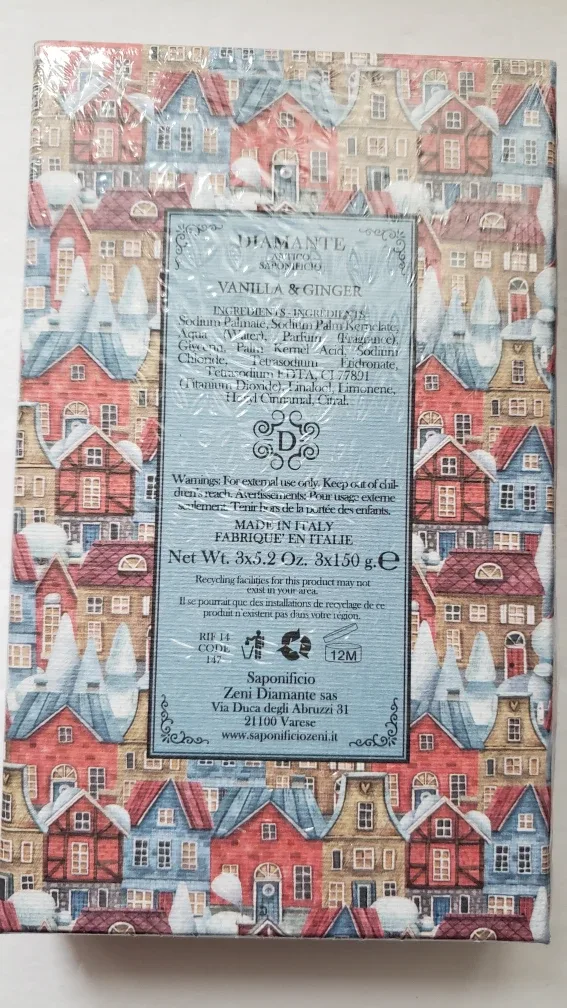 DIAMANTE
ANTICO
SAPONIFICIO
VANILLA & GINGER
INGREDIENTS - INGRÉDIENTS:
Sodium Palmate, Sodium Palm Kernelate,
Aqua (Water), Parfum (Fragrance),
Glycerin, Palm Kernel Acid, Sodium
Chloride, Tetrasodium Etidronate,
Tetrasodium EDTA, CI 77891
(Titanium Dioxide), Linalool, Limonene,
Hexyl Cinnamal, Citral.
D
Warnings: For external use only. Keep out of chil-
dren's reach. Avertissements: Pour usage externe
seulement. Tenir hors de la portée des enfants.
MADE IN ITALY
FABRIQUE' EN ITALIE
Net Wt. 3x5.2 Oz. 3x150 g. e
Recycling facilities for this product may not
exist in your area.
Il se pourrait que des installations de recyclage de ce
produit n'existent pas dans votre région.
RIF 14
CODE
147
12M
Saponificio
Zeni Diamante sas
Via Duca degli Abruzzi 31
21100 Varese
www.saponificiozeni.it